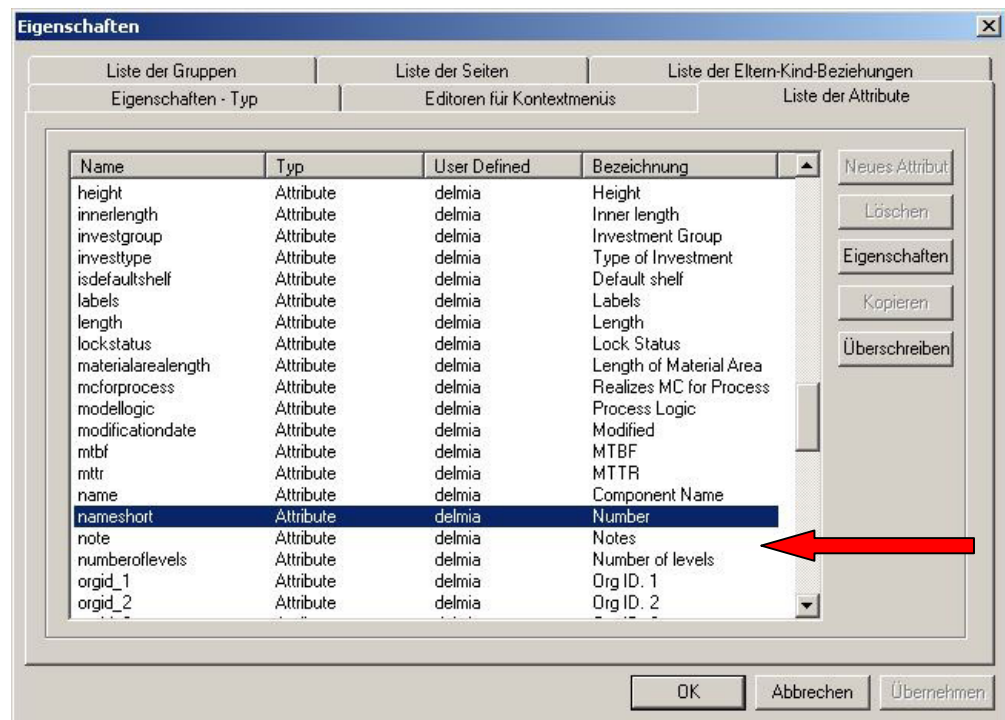 Eigenschaften
Liste der Gruppen Liste der Seiten Liste der Eltern-Kind-Beziehungen
Eigenschaften - Typ Editoren für Kontextmenüs Liste der Attribute
Name Typ User Defined Bezeichnung
height Attribute delmia Height
innerlength Attribute delmia Inner length
investgroup Attribute delmia Investment Group
investtype Attribute delmia Type of Investment
isdefaultshelf Attribute delmia Default shelf
labels Attribute delmia Labels
length Attribute delmia Length
lockstatus Attribute delmia Lock Status
materialarealength Attribute delmia Length of Material Area
mcforprocess Attribute delmia Realizes MC for Process
modellogic Attribute delmia Process Logic
modificationdate Attribute delmia Modified
mtbf Attribute delmia MTBF
mttr Attribute delmia MTTR
name Attribute delmia Component Name
nameshort Attribute delmia Number
note Attribute delmia Notes
numberoflevels Attribute delmia Number of levels
orgid_1 Attribute delmia Org ID. 1
orgid_2 Attribute delmia Org ID. 2
Neues Attribut
Löschen
Eigenschaften
Kopieren
Überschreiben
OK Abbrechen Übernehmen